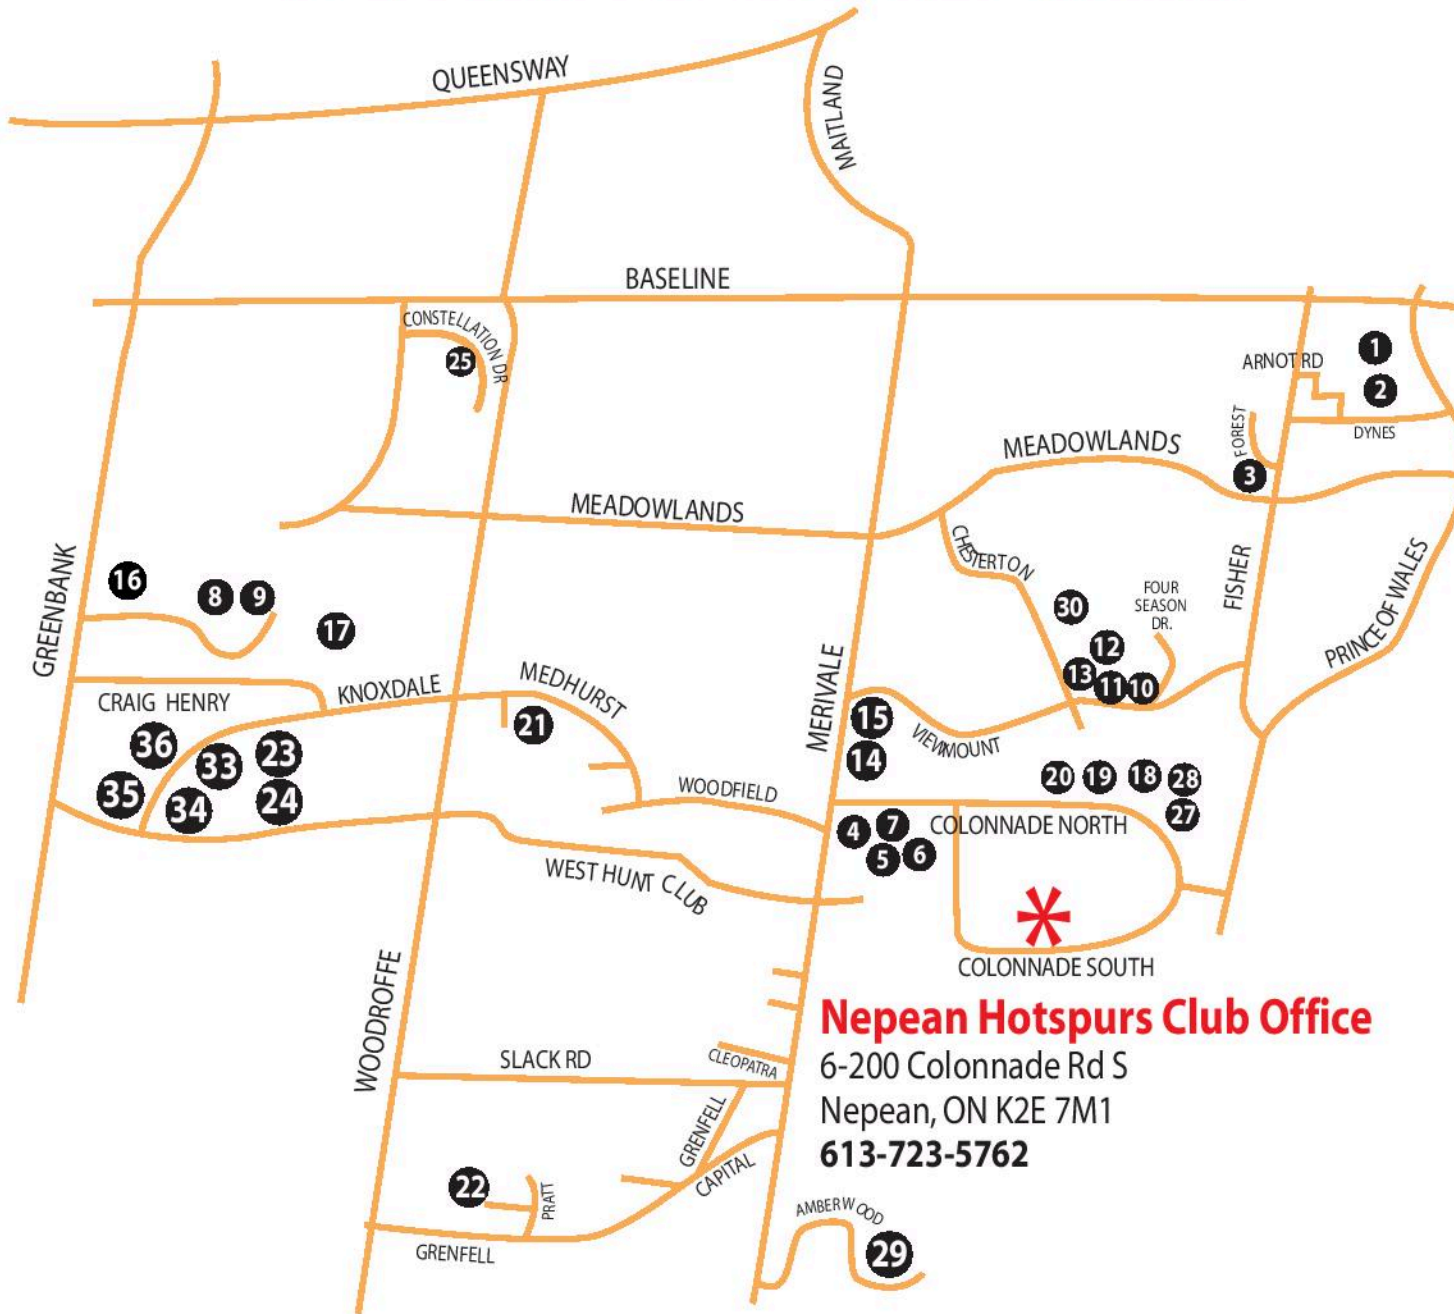 QUEENSWAY
MAITLAND
BASELINE
CONSTELLATION DR
25
ARNOT RD
1
2
DYNES
FOREST
3
MEADOWLANDS
MEADOWLANDS
CHESTERTON
FISHER
PRINCE OF WALES
GREENBANK
16
8
9
17
30
FOUR
SEASON
DR.
12
13
11
10
CRAIG HENRY
KNOXDALE
MEDHURST
21
MERIVALE
15
14
VIEWMOUNT
36
33
23
35
34
24
WOODFIELD
20
19
18
28
27
4
7
5
6
COLONNADE NORTH
WEST HUNT CLUB
COLONNADE SOUTH
WOODROFFE
SLACK RD
CLEOPATRA
Nepean Hotspurs Club Office
6-200 Colonnade Rd S
Nepean, ON K2E 7M1
613-723-5762
GRENFELL
CAPITAL
22
PRATT
GRENFELL
AMBERWOOD
29